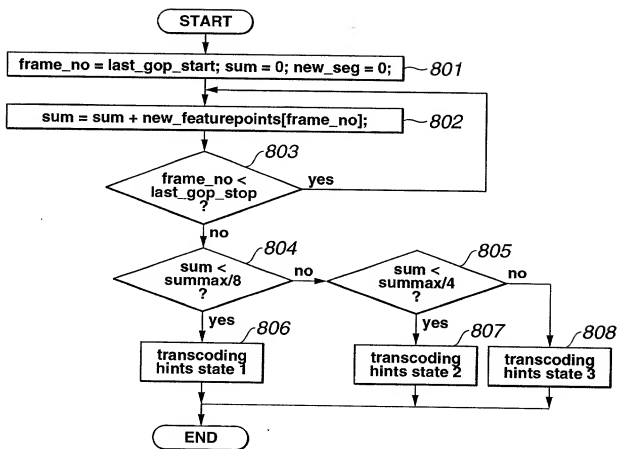 START
frame_no = last_gop_start; sum = 0; new_seg = 0;
801
sum = sum + new_featurepoints[frame_no];
802
803
frame_no <
last_gop_stop
?
yes
no
804
sum <
summax/8
?
no
yes
805
sum <
summax/4
?
no
yes
806
transcoding
hints state 1
807
transcoding
hints state 2
808
transcoding
hints state 3
END